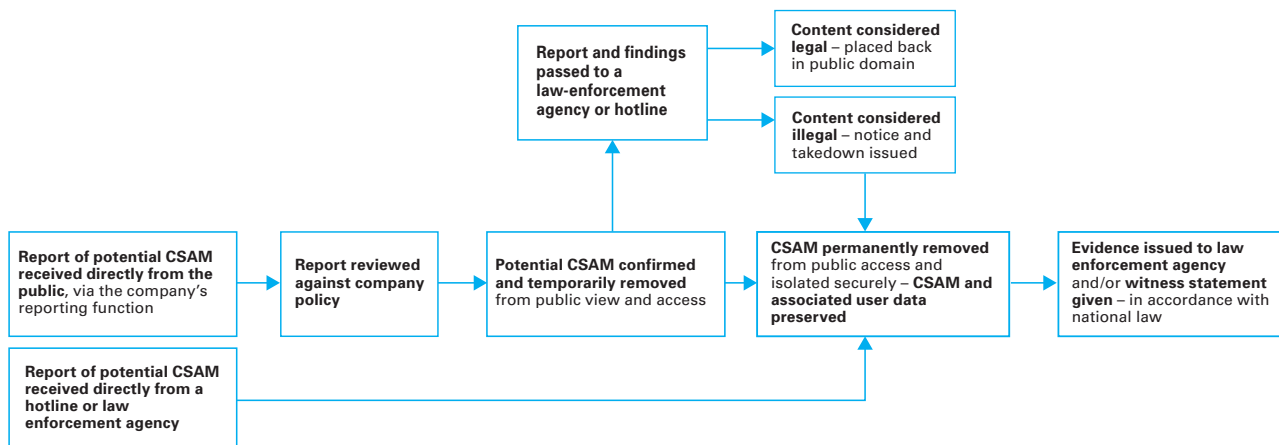 Report and findings
passed to a
law-enforcement
agency or hotline
Content considered
legal – placed back
in public domain
Content considered
illegal – notice and
takedown issued
Report of potential CSAM
received directly from the
public, via the company’s
reporting function
Report reviewed
against company
policy
Potential CSAM confirmed
and temporarily removed
from public view and access
CSAM permanently removed
from public access and
isolated securely – CSAM and
associated user data
preserved
Evidence issued to law
enforcement agency
and/or witness statement
given – in accordance with
national law
Report of potential CSAM
received directly from a
hotline or law
enforcement agency